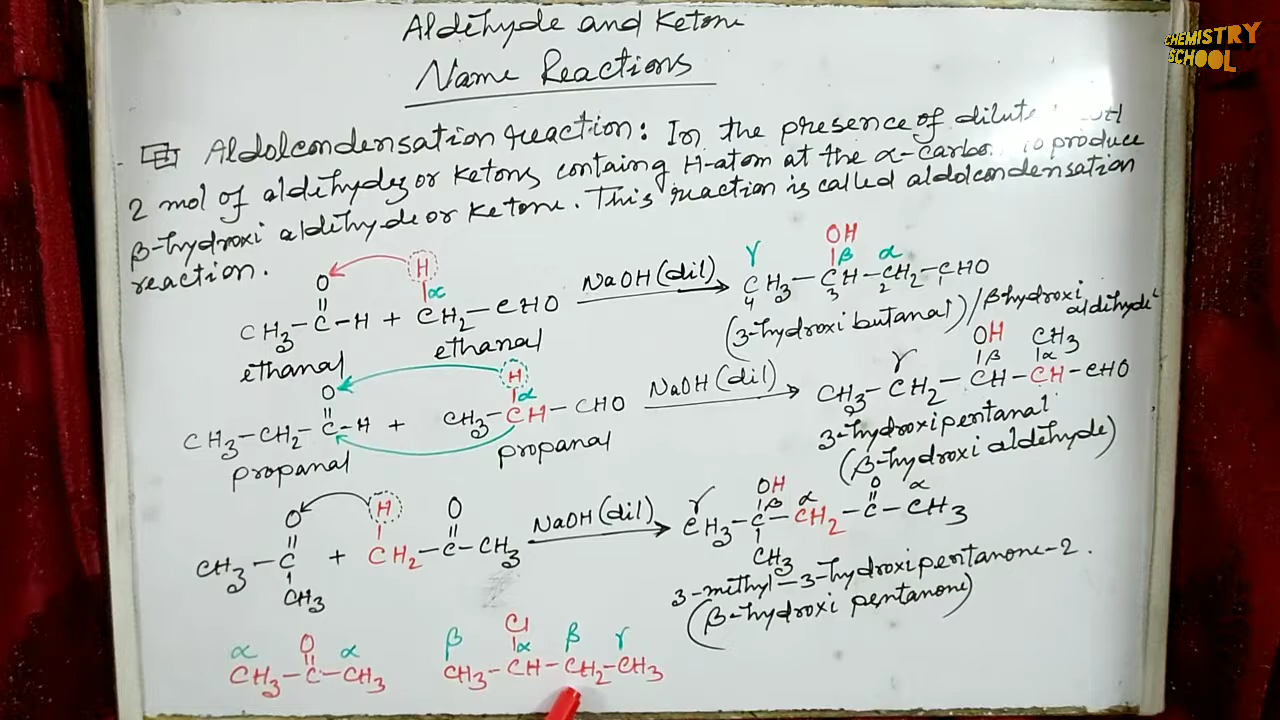 Aldehyde and Ketone
CHEMISTRY SCHOOL
Name Reactions
Aldolcondensation reaction: In the presence of dilute
2 mol of aldehydes or Ketons containg H-atom at the α-carbon to produce
β-hydroxi aldihyde or Ketone. This reaction is called aldolcondensation
reaction.
O H OH
|| | α γ | β α
CH3-C-H + CH2-CHO NaOH(dil) → CH3-CH-CH2-CHO
4 3 2 1
ethanal ethanal (3-hydroxi butanal)/β-hydroxi aldihyde
O H γ OH CH3
|| | α | β | α
CH3-CH2-C-H + CH3-CH-CHO NaOH(dil) → CH3-CH2-CH-CH-CHO
propanal propanal 3-hydroxipentanal
(β-hydroxi aldehyde)
O H O γ OH α O α
|| | || | β ||
CH3-C + CH2-C-CH3 NaOH(dil) → CH3-C-CH2-C-CH3
| |
CH3 CH3
3-methyl-3-hydroxipentanone-2.
(β-hydroxi pentanone)
α O α β Cl β γ
|| | α
CH3-C-CH3 CH3-CH-CH2-CH3